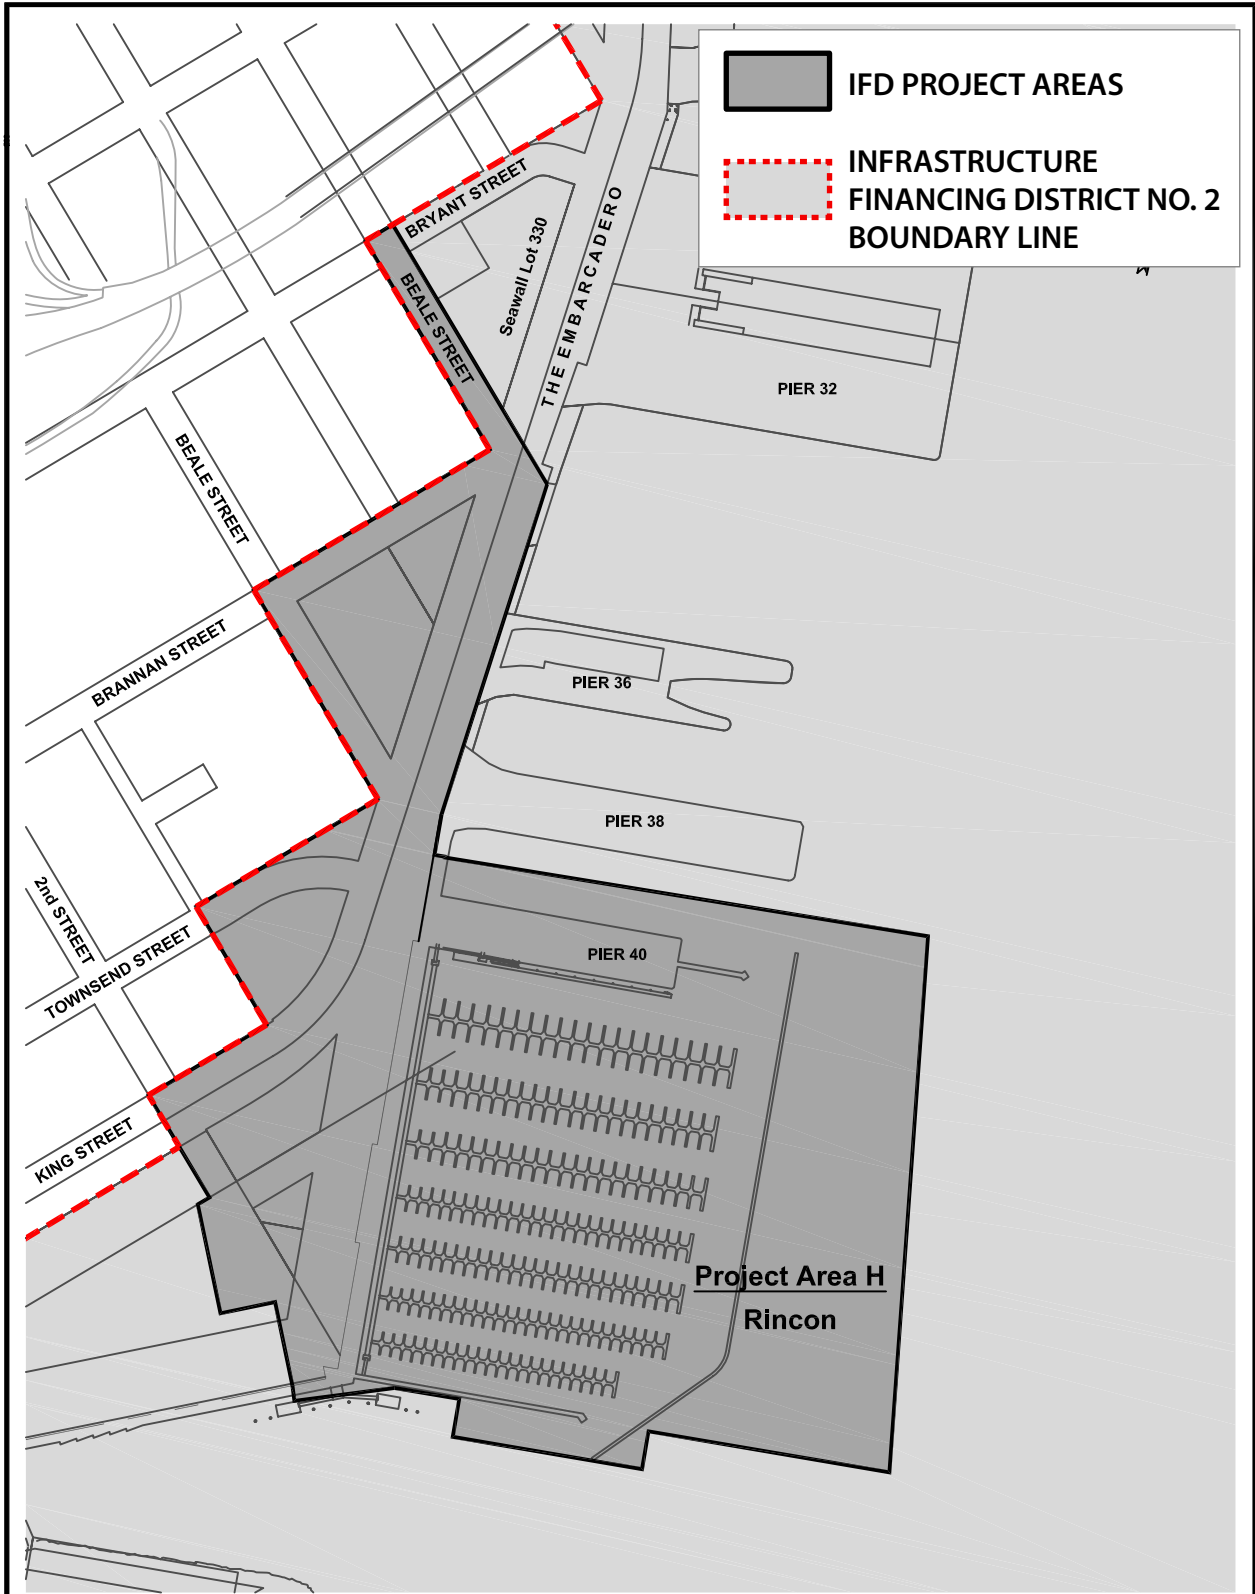 IFD PROJECT AREAS
INFRASTRUCTURE
FINANCING DISTRICT NO. 2
BOUNDARY LINE
BRYANT STREET
BEALE STREET
Seawall Lot 330
THE EMBARCADERO
PIER 32
BEALE STREET
BRANNAN STREET
PIER 36
PIER 38
2nd STREET
TOWNSEND STREET
PIER 40
KING STREET
Project Area H
Rincon